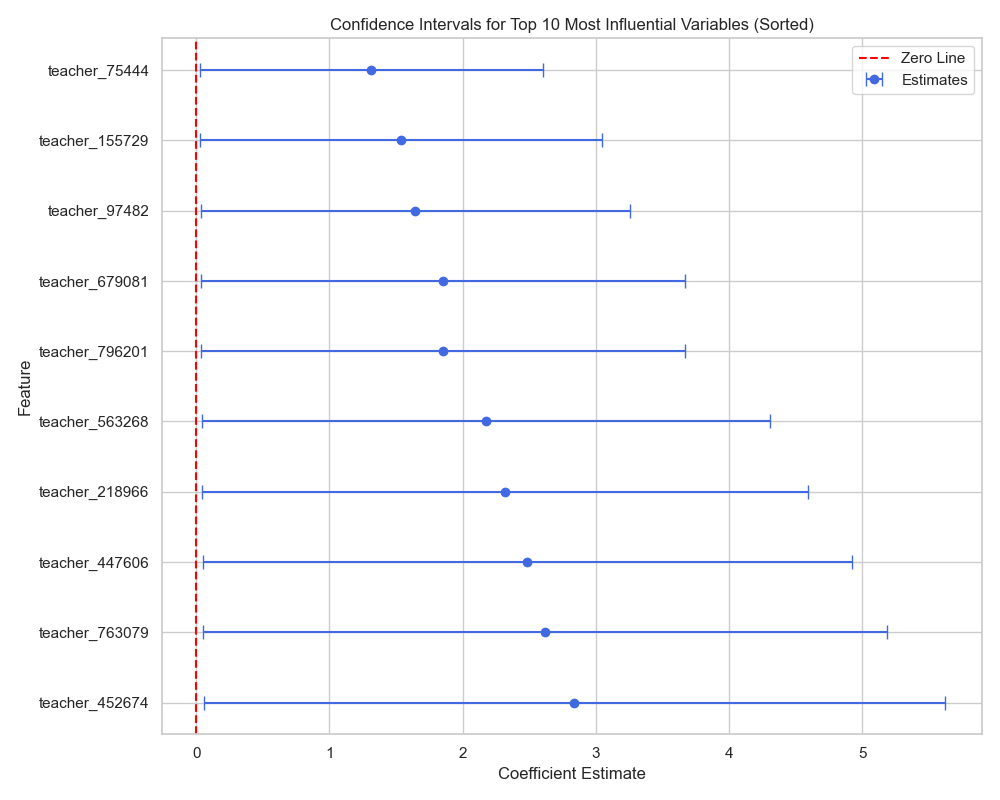 Confidence Intervals for Top 10 Most Influential Variables (Sorted)
Zero Line
Estimates
teacher_75444
teacher_155729
teacher_97482
teacher_679081
teacher_796201
teacher_563268
teacher_218966
teacher_447606
teacher_763079
teacher_452674
Feature
0 1 2 3 4 5
Coefficient Estimate